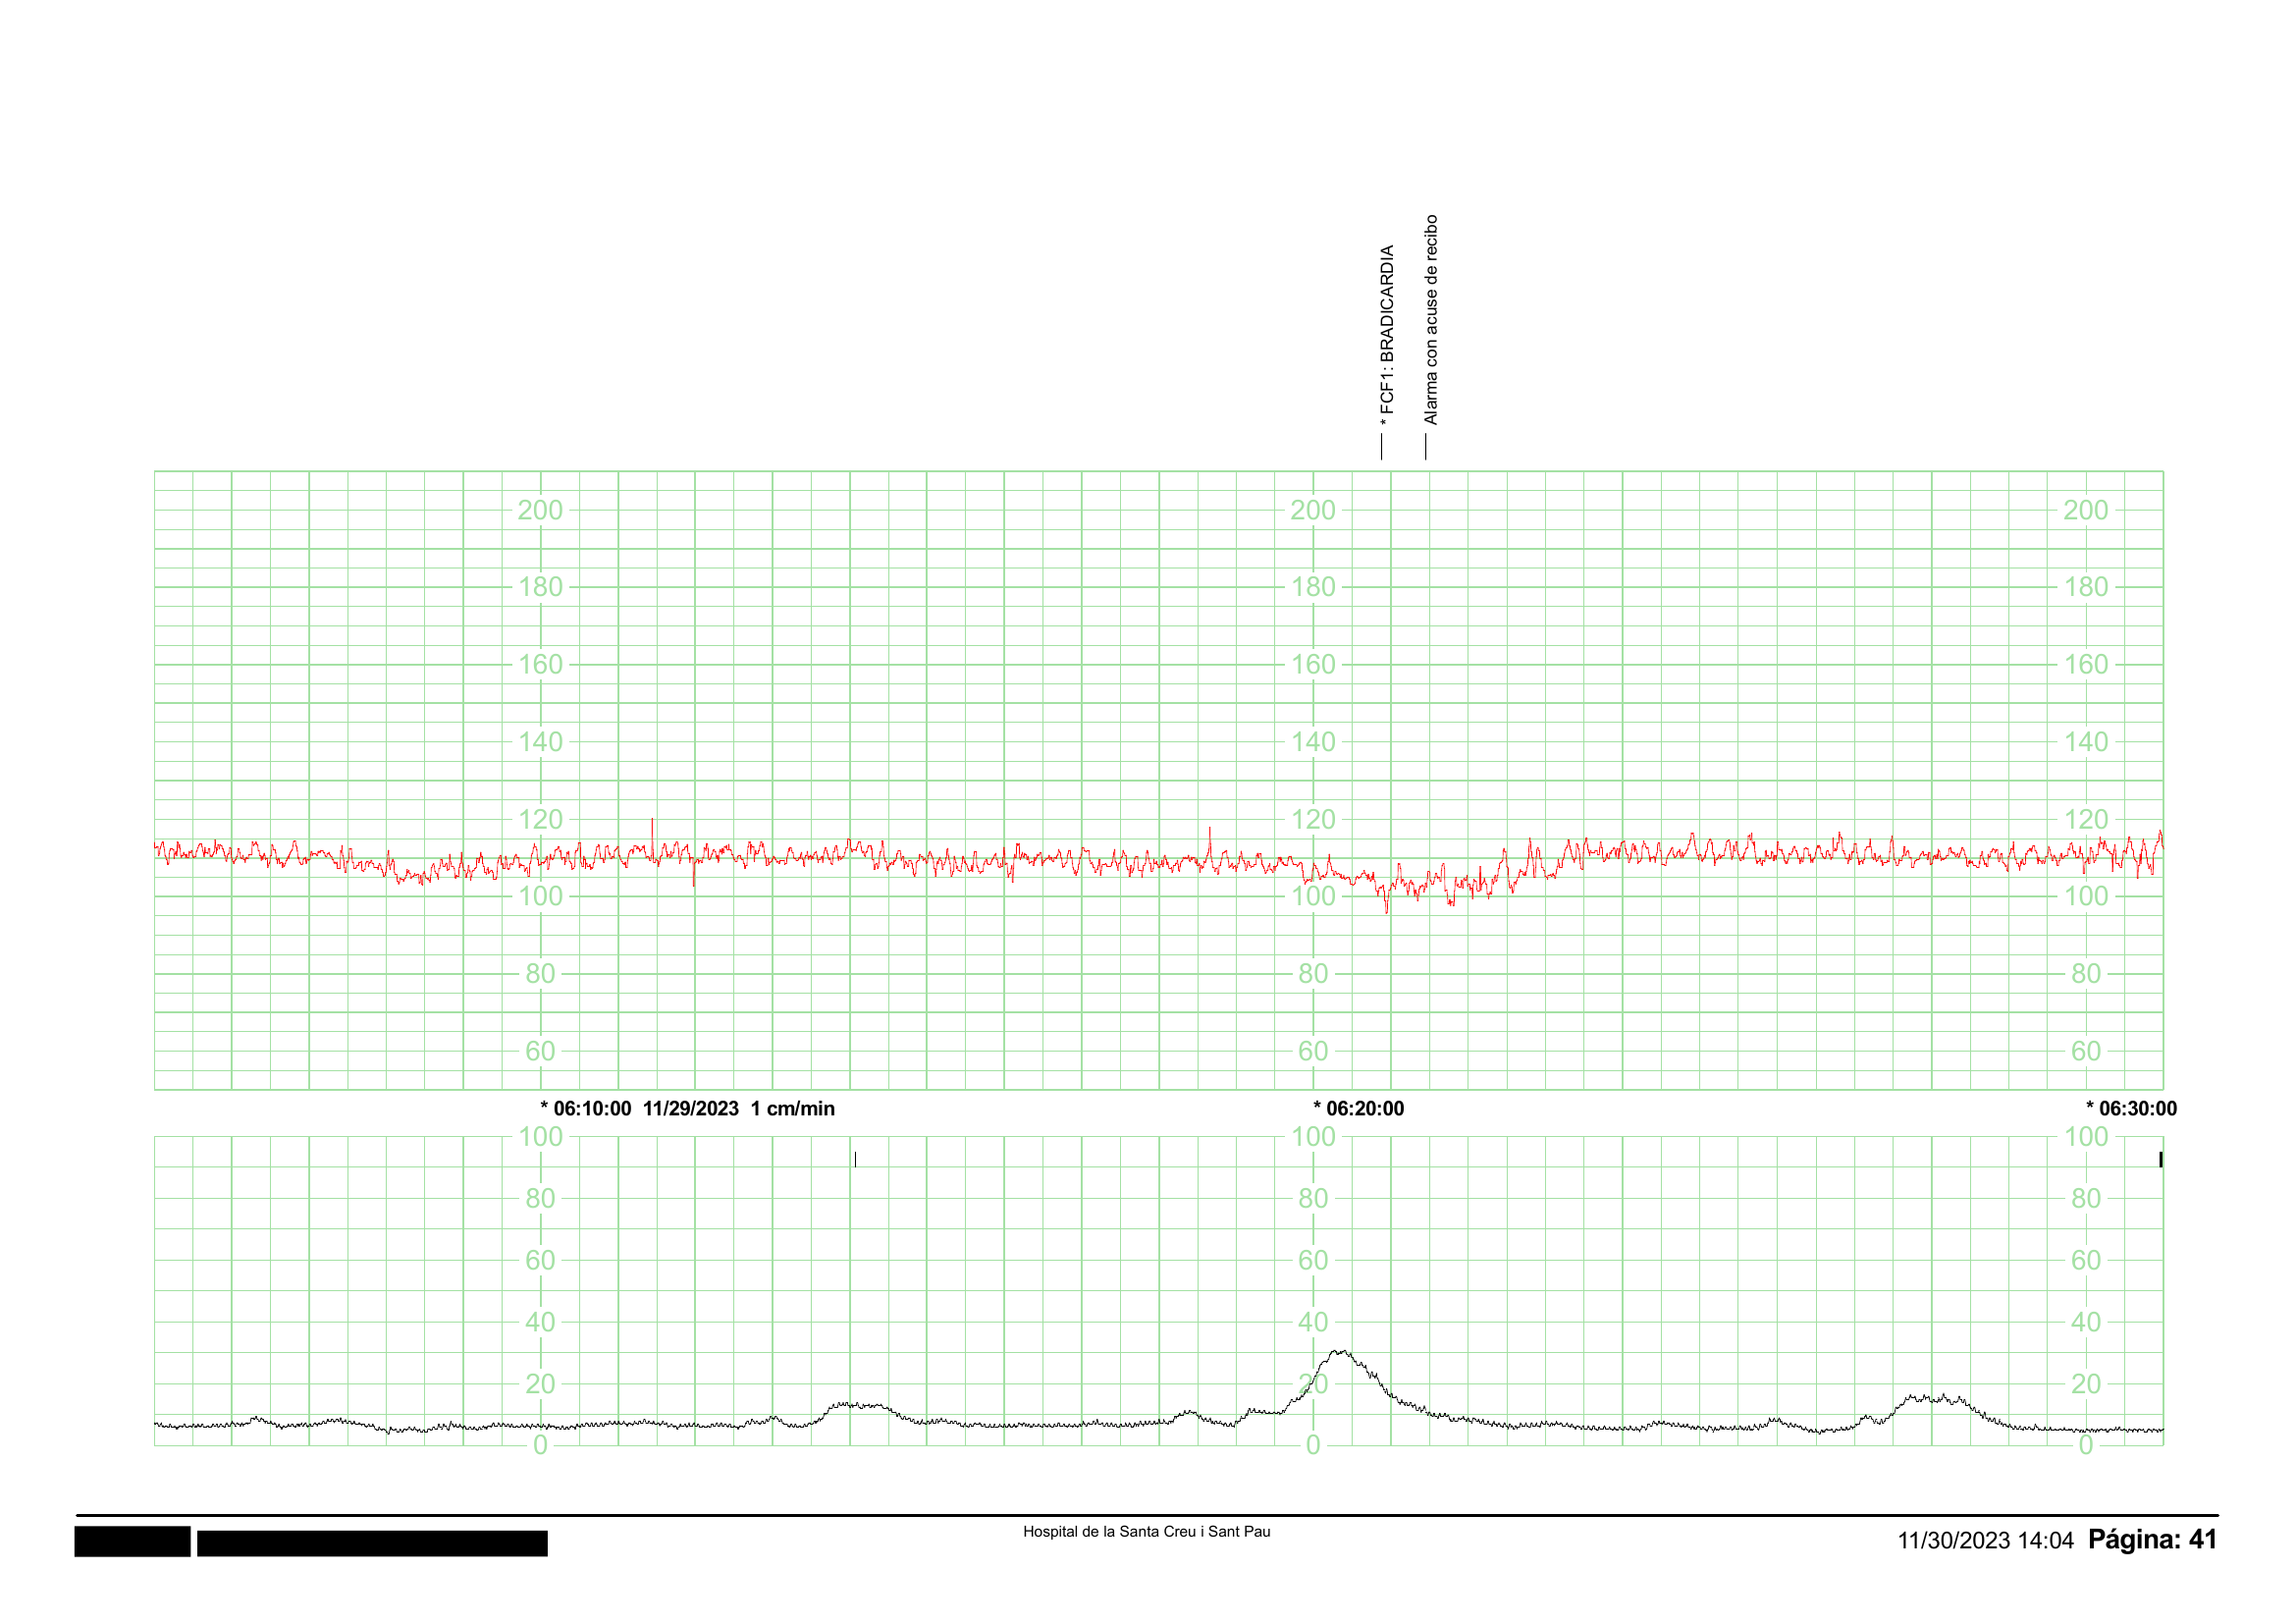 * FCF1: BRADICARDIA
Alarma con acuse de recibo
200 200 200
180 180 180
160 160 160
140 140 140
120 120 120
100 100 100
80 80 80
60 60 60
* 06:10:00 11/29/2023 1 cm/min * 06:20:00 * 06:30:00
100 100 100
80 80 80
60 60 60
40 40 40
20 20 20
0 0 0
Hospital de la Santa Creu i Sant Pau
11/30/2023 14:04 Página: 41